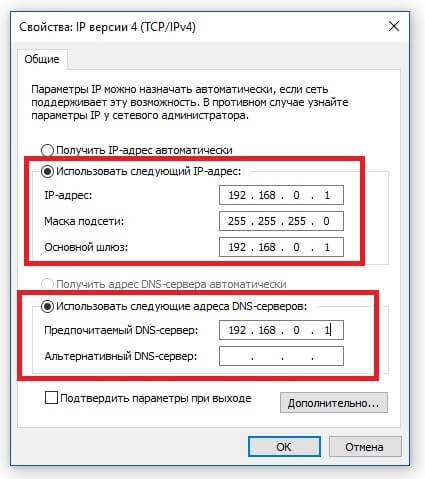 Свойства: IP версии 4 (TCP/IPv4)
Общие
Параметры IP можно назначать автоматически, если сеть
поддерживает эту возможность. В противном случае узнайте
параметры IP у сетевого администратора.
Получить IP-адрес автоматически
Использовать следующий IP-адрес:
IP-адрес: 192 . 168 . 0 . 1
Маска подсети: 255 . 255 . 255 . 0
Основной шлюз: 192 . 168 . 0 . 1
Получить адрес DNS-сервера автоматически
Использовать следующие адреса DNS-серверов:
Предпочитаемый DNS-сервер: 192 . 168 . 0 . 1
Альтернативный DNS-сервер: . . .
Подтвердить параметры при выходе
Дополнительно...
ОК Отмена